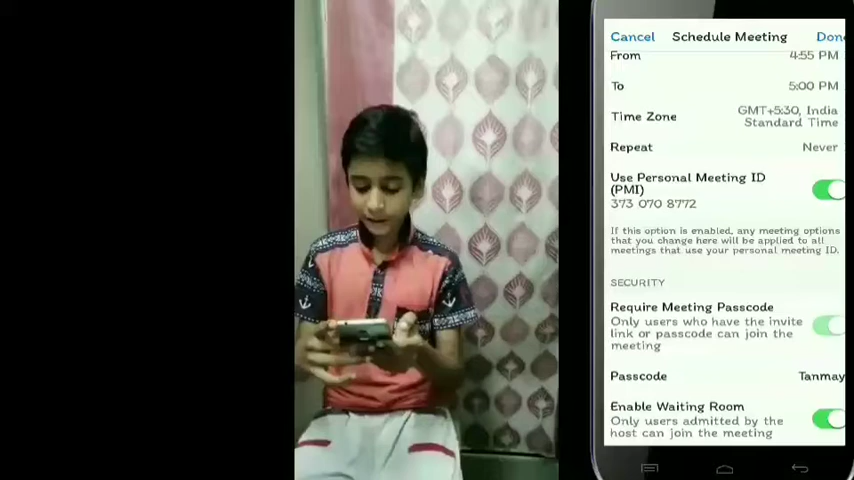 Cancel Schedule Meeting Don
From 4:55 PM
To 5:00 PM
Time Zone GMT+5:30, India
Standard Time
Repeat Never
Use Personal Meeting ID
(PMI)
373 070 8772
If this option is enabled, any meeting options
that you change here will be applied to all
meetings that use your personal meeting ID.
SECURITY
Require Meeting Passcode
Only users who have the invite
link or passcode can join the
meeting
Passcode Tanmay
Enable Waiting Room
Only users admitted by the
host can join the meeting